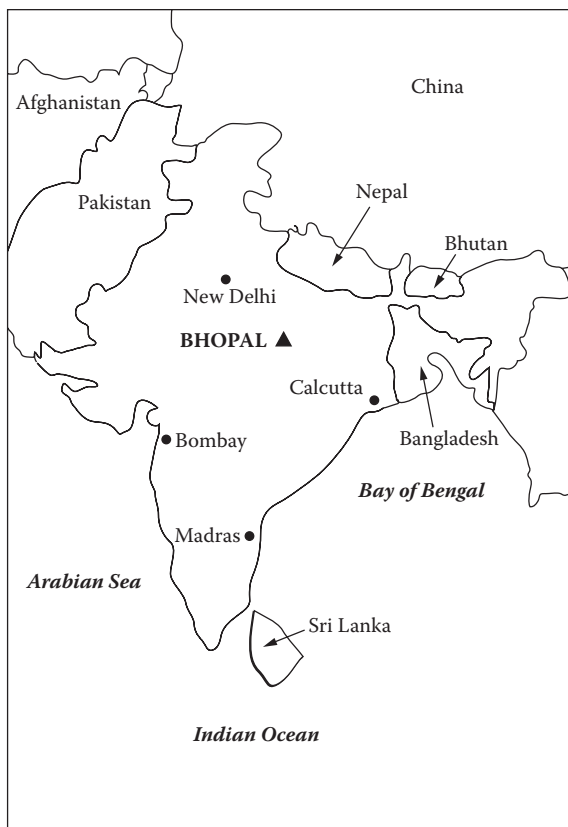 China
Afghanistan
Nepal
Pakistan
Bhutan
New Delhi
BHOPAL
Calcutta
Bombay
Bangladesh
Bay of Bengal
Madras
Arabian Sea
Sri Lanka
Indian Ocean